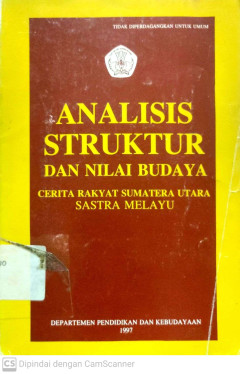 TIDAK DIPERDAGANGKAN UNTUK UMUM
ANALISIS
STRUKTUR
DAN NILAI BUDAYA
CERITA RAKYAT SUMATERA UTARA
SASTRA MELAYU
DEPARTEMEN PENDIDIKAN DAN KEBUDAYAAN
1997
CS Dipindai dengan CamScanner